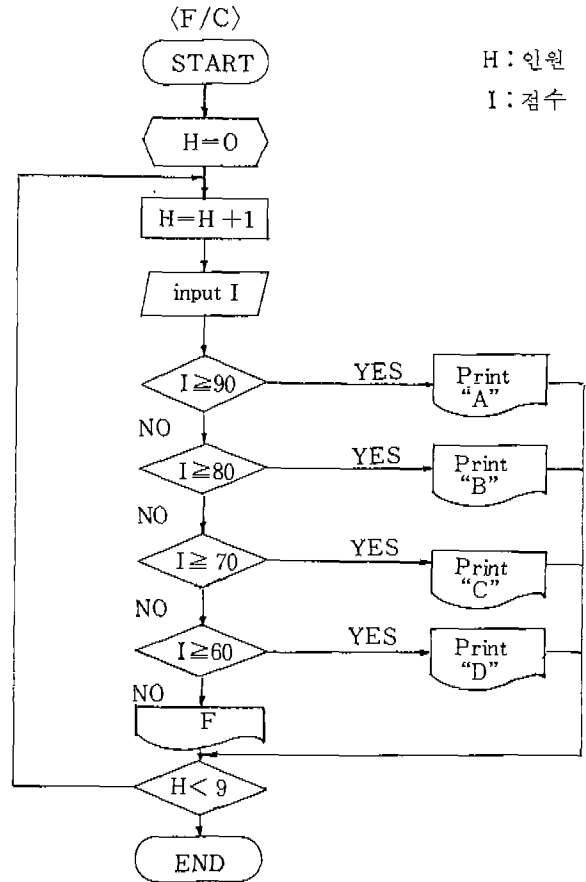 〈F/C〉
START
H : 인원
I : 점수
H=0
H=H+1
input I
I≧90
YES
Print
“A”
NO
I≧80
YES
Print
“B”
NO
I≧70
YES
Print
“C”
NO
I≧60
YES
Print
“D”
NO
F
H<9
END